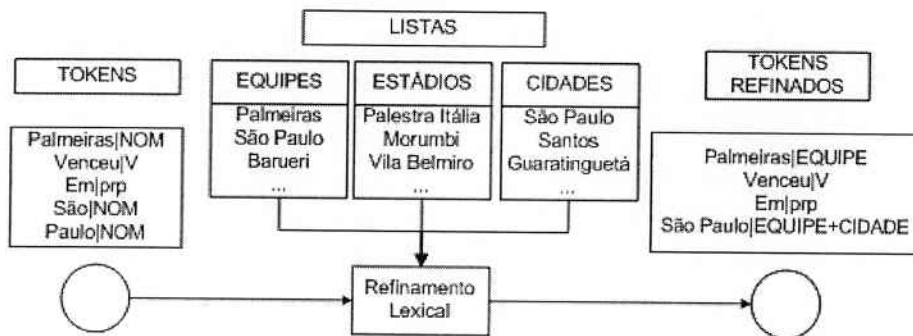 LISTAS
TOKENS
Palmeiras|NOM
Venceu|V
Em|prp
São|NOM
Paulo|NOM
EQUIPES
Palmeiras
São Paulo
Barueri
...
ESTÁDIOS
Palestra Itália
Morumbi
Vila Belmiro
...
CIDADES
São Paulo
Santos
Guaratinguetá
...
TOKENS
REFINADOS
Palmeiras|EQUIPE
Venceu|V
Em|prp
São Paulo|EQUIPE+CIDADE
Refinamento
Lexical